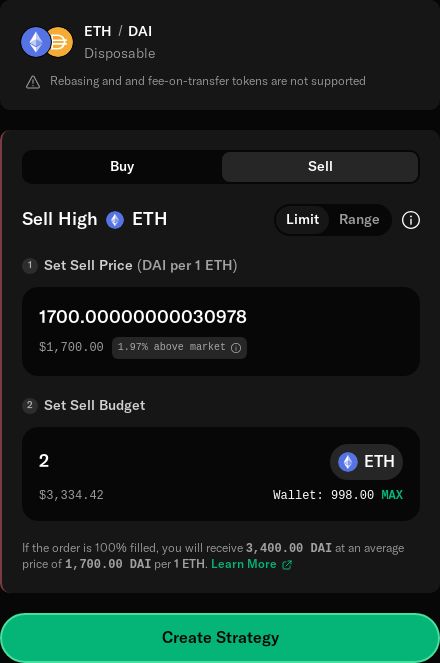 ETH / DAI
Disposable
Rebasing and and fee-on-transfer tokens are not supported
Buy
Sell
Sell High ETH
Limit
Range
1 Set Sell Price (DAI per 1 ETH)
1700.00000000030978
$1,700.00
1.97% above market
2 Set Sell Budget
2
ETH
$3,334.42
Wallet: 998.00 MAX
If the order is 100% filled, you will receive 3,400.00 DAI at an average
price of 1,700.00 DAI per 1 ETH. Learn More
Create Strategy